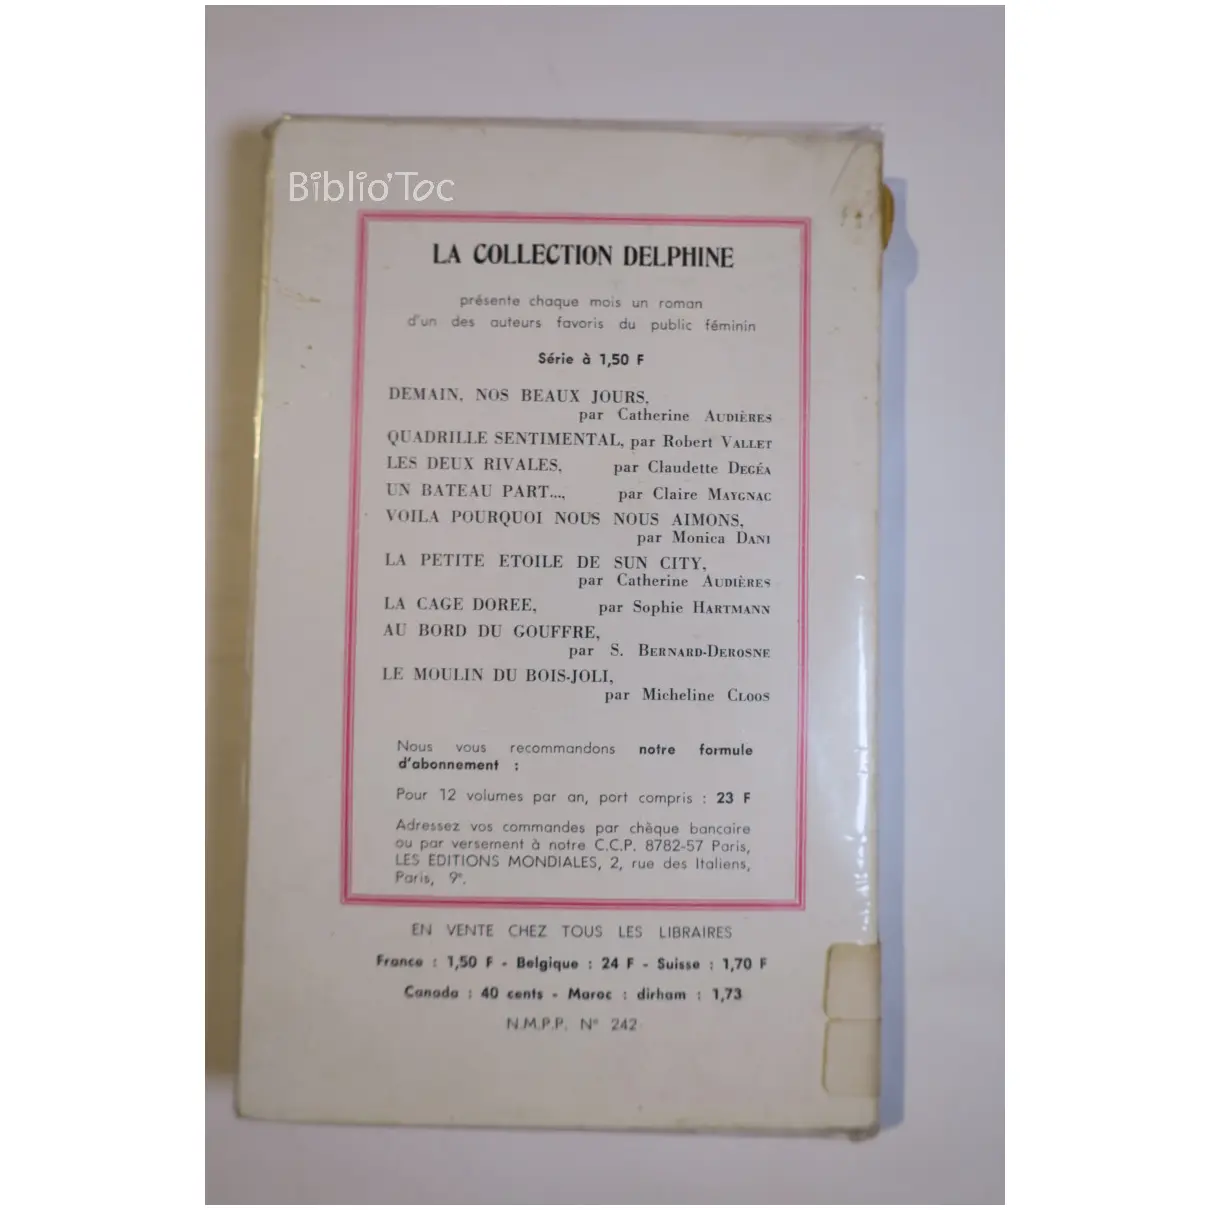 Biblio'Toc
LA COLLECTION DELPHINE
présente chaque mois un roman
d'un des auteurs favoris du public féminin
Série à 1,50 F
DEMAIN, NOS BEAUX JOURS,
par Catherine AUDIÈRES
QUADRILLE SENTIMENTAL, par Robert VALLET
LES DEUX RIVALES, par Claudette DEGÉA
UN BATEAU PART..., par Claire MAYGNAC
VOILA POURQUOI NOUS NOUS AIMONS,
par Monica DANI
LA PETITE ETOILE DE SUN CITY,
par Catherine AUDIÈRES
LA CAGE DOREE, par Sophie HARTMANN
AU BORD DU GOUFFRE,
par S. BERNARD-DEROSNE
LE MOULIN DU BOIS-JOLI,
par Micheline CLOOS
Nous vous recommandons notre formule
d'abonnement :
Pour 12 volumes par an, port compris : 23 F
Adressez vos commandes par chèque bancaire
ou par versement à notre C.C.P. 8782-57 Paris,
LES EDITIONS MONDIALES, 2, rue des Italiens,
Paris, 9e.
EN VENTE CHEZ TOUS LES LIBRAIRES
France : 1,50 F - Belgique : 24 F - Suisse : 1,70 F
Canada : 40 cents - Maroc : dirham : 1,73
N.M.P.P. N° 242